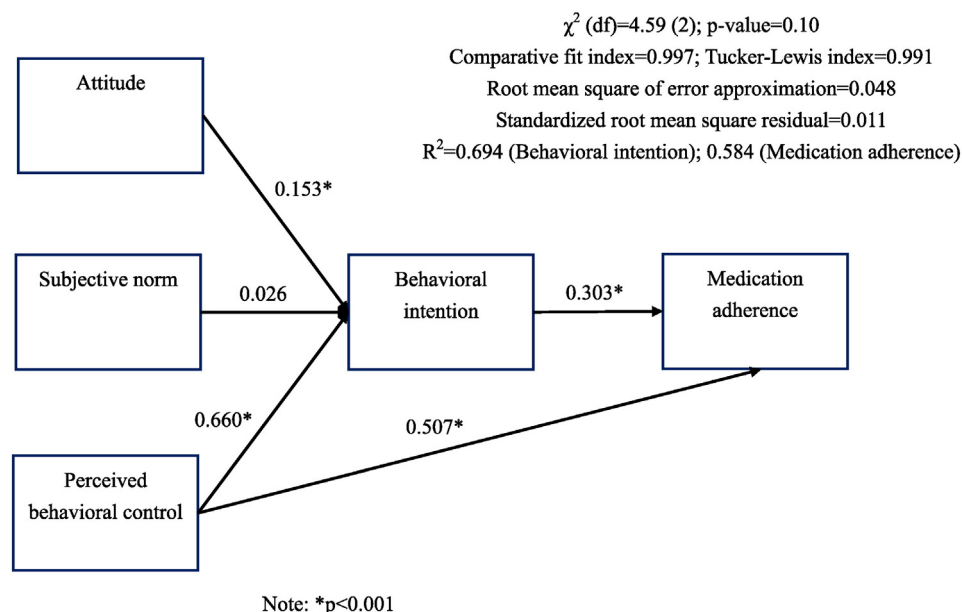 χ² (df)=4.59 (2); p-value=0.10
Comparative fit index=0.997; Tucker-Lewis index=0.991
Root mean square of error approximation=0.048
Standardized root mean square residual=0.011
R²=0.694 (Behavioral intention); 0.584 (Medication adherence)
Attitude
0.153*
Subjective norm
0.026
Behavioral
intention
0.303*
Medication
adherence
0.660*
0.507*
Perceived
behavioral control
Note: *p<0.001